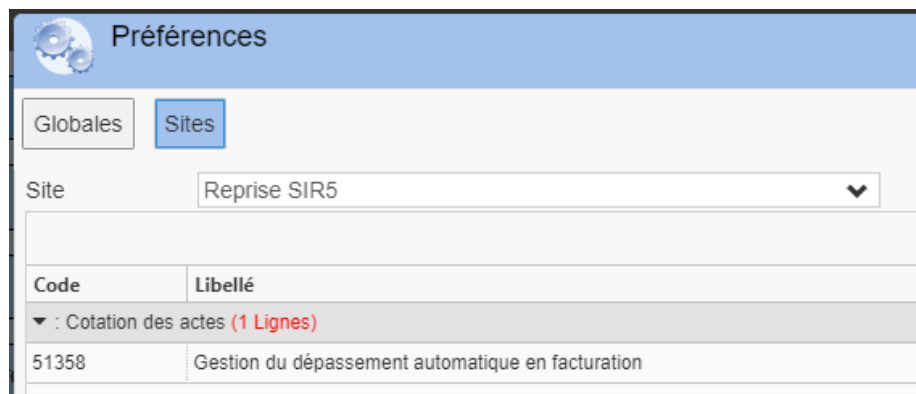 Préférences
Globales Sites
Site Reprise SIR5
Code Libellé
: Cotation des actes (1 Lignes)
51358 Gestion du dépassement automatique en facturation